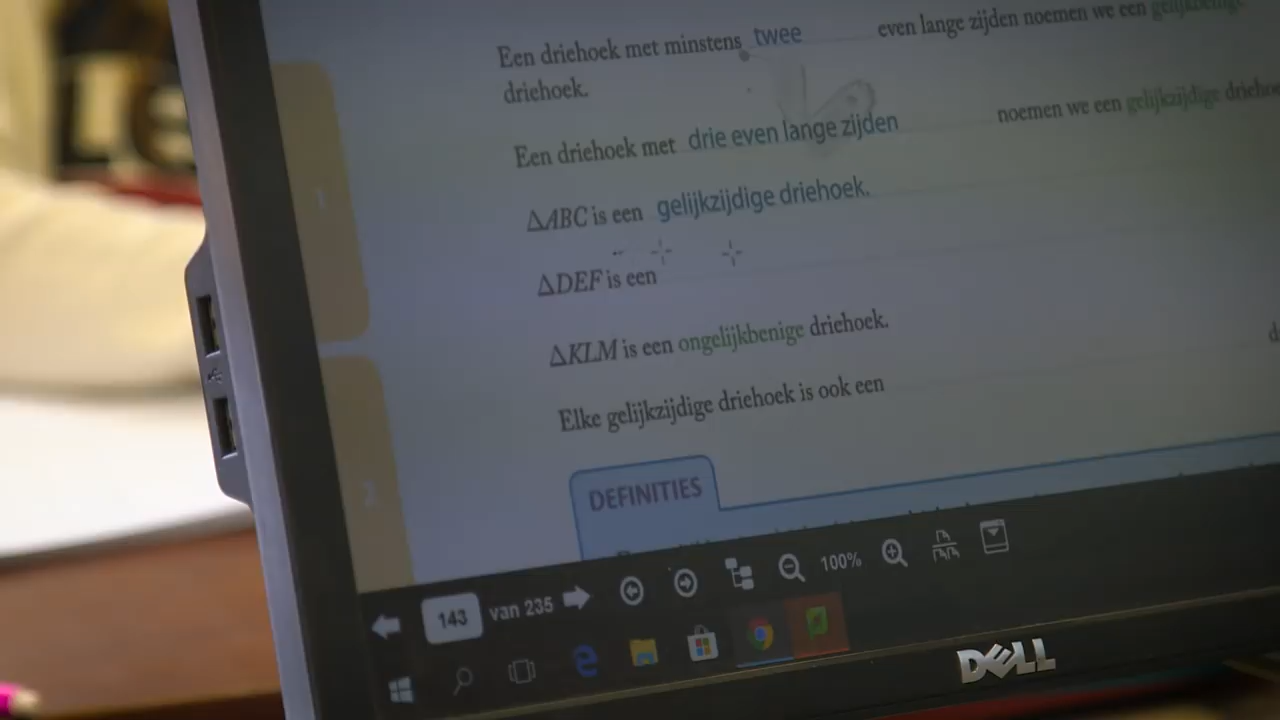 Een driehoek met minstens twee even lange zijden noemen we een gelijkbenige
driehoek.
Een driehoek met drie even lange zijden noemen we een gelijkzijdige
ΔABC is een gelijkzijdige driehoek.
ΔDEF is een
ΔKLM is een ongelijkbenige driehoek.
Elke gelijkzijdige driehoek is ook een
DEFINITIES
143 van 235 100%
DELL